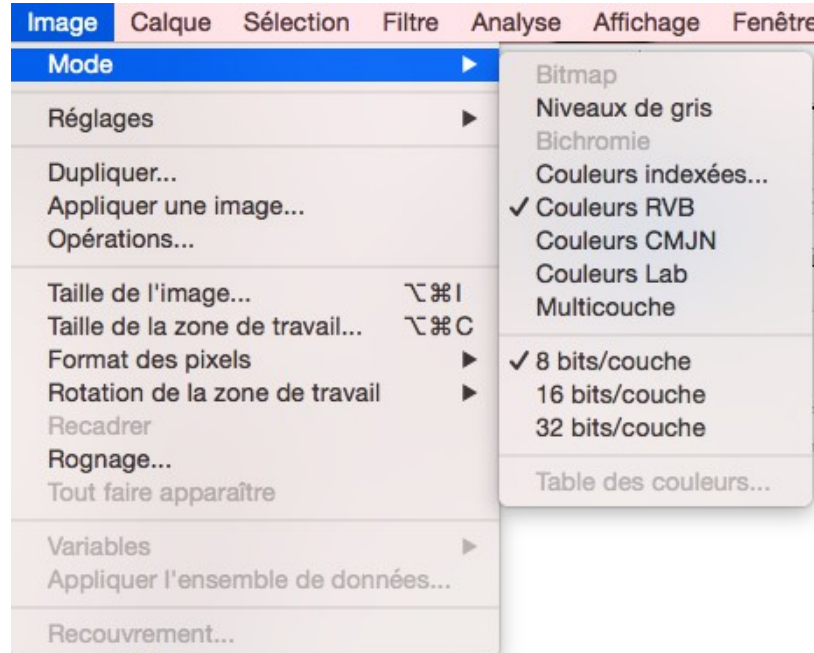 Image Calque Sélection Filtre Analyse Affichage Fenêtre
Mode
Réglages
Dupliquer...
Appliquer une image...
Opérations...
Taille de l'image... ⌥⌘I
Taille de la zone de travail... ⌥⌘C
Format des pixels
Rotation de la zone de travail
Recadrer
Rognage...
Tout faire apparaître
Variables
Appliquer l'ensemble de données...
Recouvrement...
Bitmap
Niveaux de gris
Bichromie
Couleurs indexées...
✓ Couleurs RVB
Couleurs CMJN
Couleurs Lab
Multicouche
✓ 8 bits/couche
16 bits/couche
32 bits/couche
Table des couleurs...